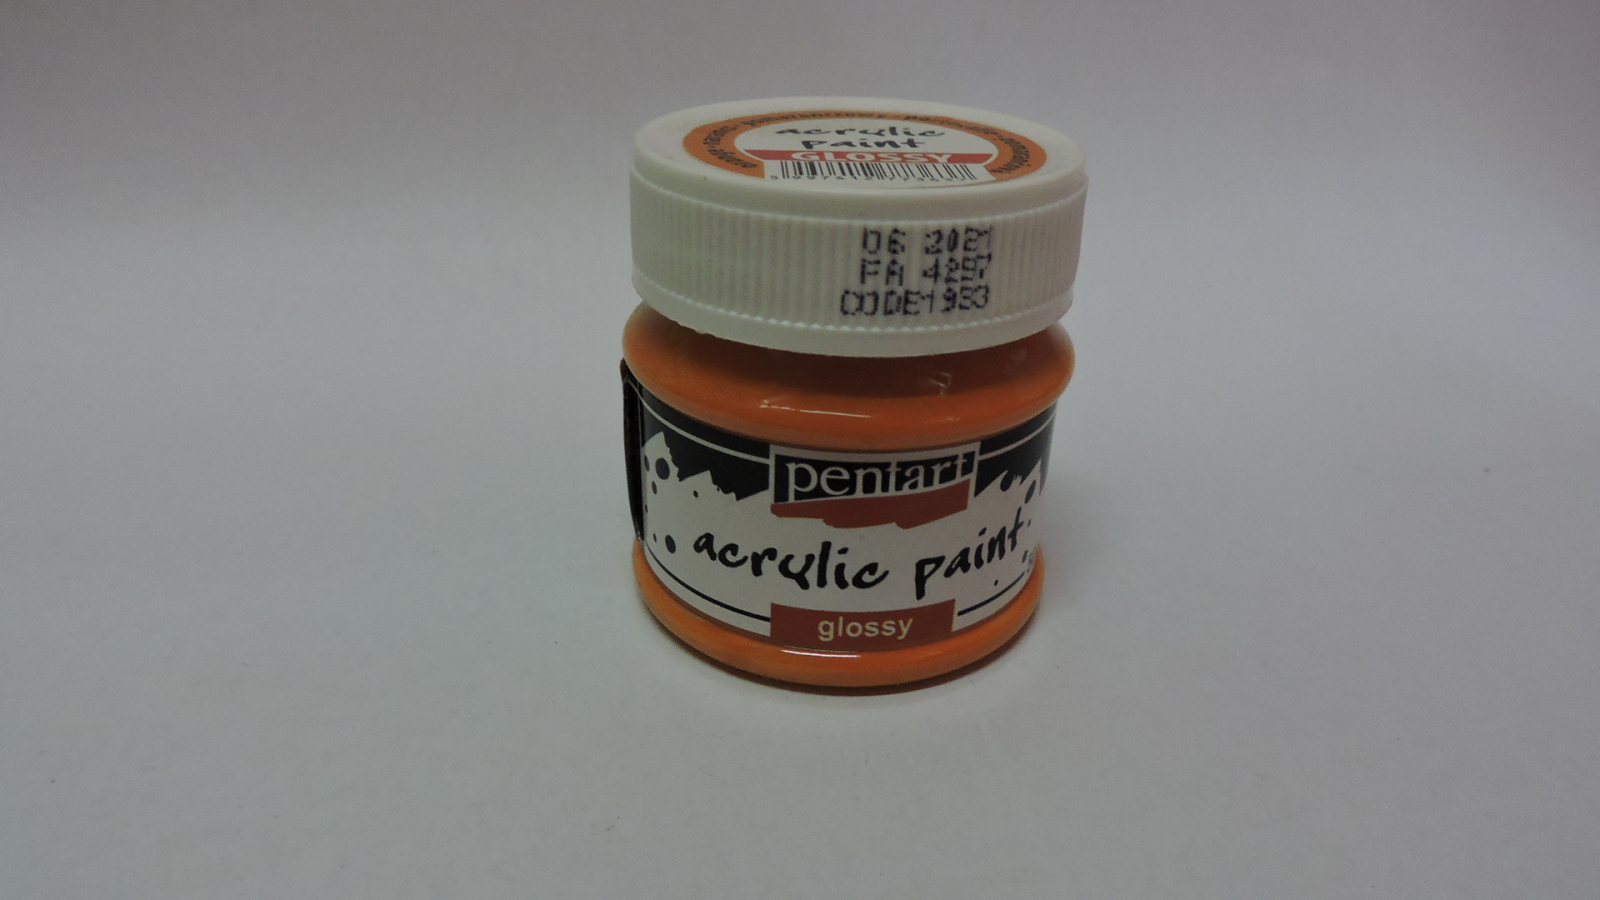 acrylic
paint
GLOSSY
06 2021
FA 4297
CODE1983
pentart
acrylic paint
glossy